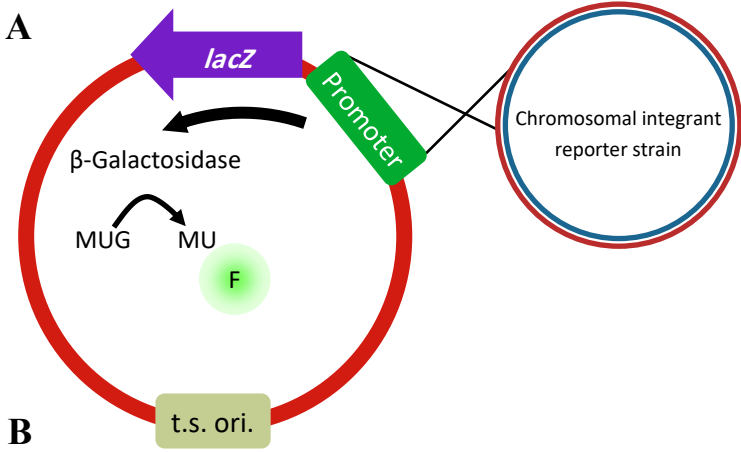 A
lacZ
Promoter
Chromosomal integrant
reporter strain
β-Galactosidase
MUG
MU
F
t.s. ori.
B